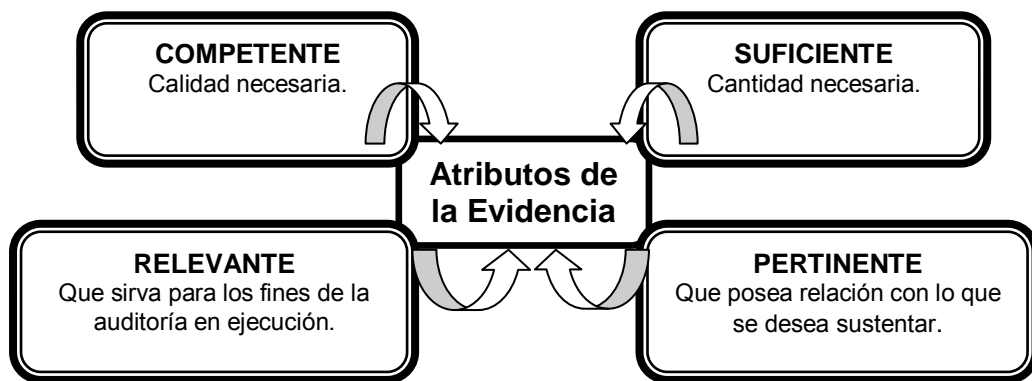 COMPETENTE
Calidad necesaria.
SUFICIENTE
Cantidad necesaria.
Atributos de
la Evidencia
RELEVANTE
Que sirva para los fines de la
auditoría en ejecución.
PERTINENTE
Que posea relación con lo que
se desea sustentar.